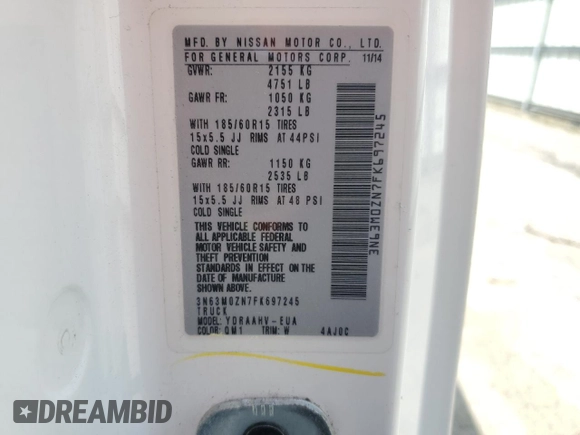 MFD. BY NISSAN MOTOR CO., LTD.
FOR GENERAL MOTORS CORP. 11/14
GVWR: 2155 KG
4751 LB
GAWR FR: 1050 KG
2315 LB
WITH 185/60R15 TIRES
15x5.5 JJ RIMS AT 44PSI
COLD SINGLE
GAWR RR: 1150 KG
2535 LB
WITH 185/60R15 TIRES
15x5.5 JJ RIMS AT 48 PSI
COLD SINGLE
THIS VEHICLE CONFORMS TO
ALL APPLICABLE FEDERAL
MOTOR VEHICLE SAFETY AND
THEFT PREVENTION
STANDARDS IN EFFECT ON THE
DATE OF MANUFACTURE
SHOWN ABOVE.
3N63M0ZN7FK697245
TRUCK
MODEL: YDRAAHV-EUA
COLOR: QM1 TRIM: W 4AJ0C
3N63M0ZN7FK697245
DREAMBID